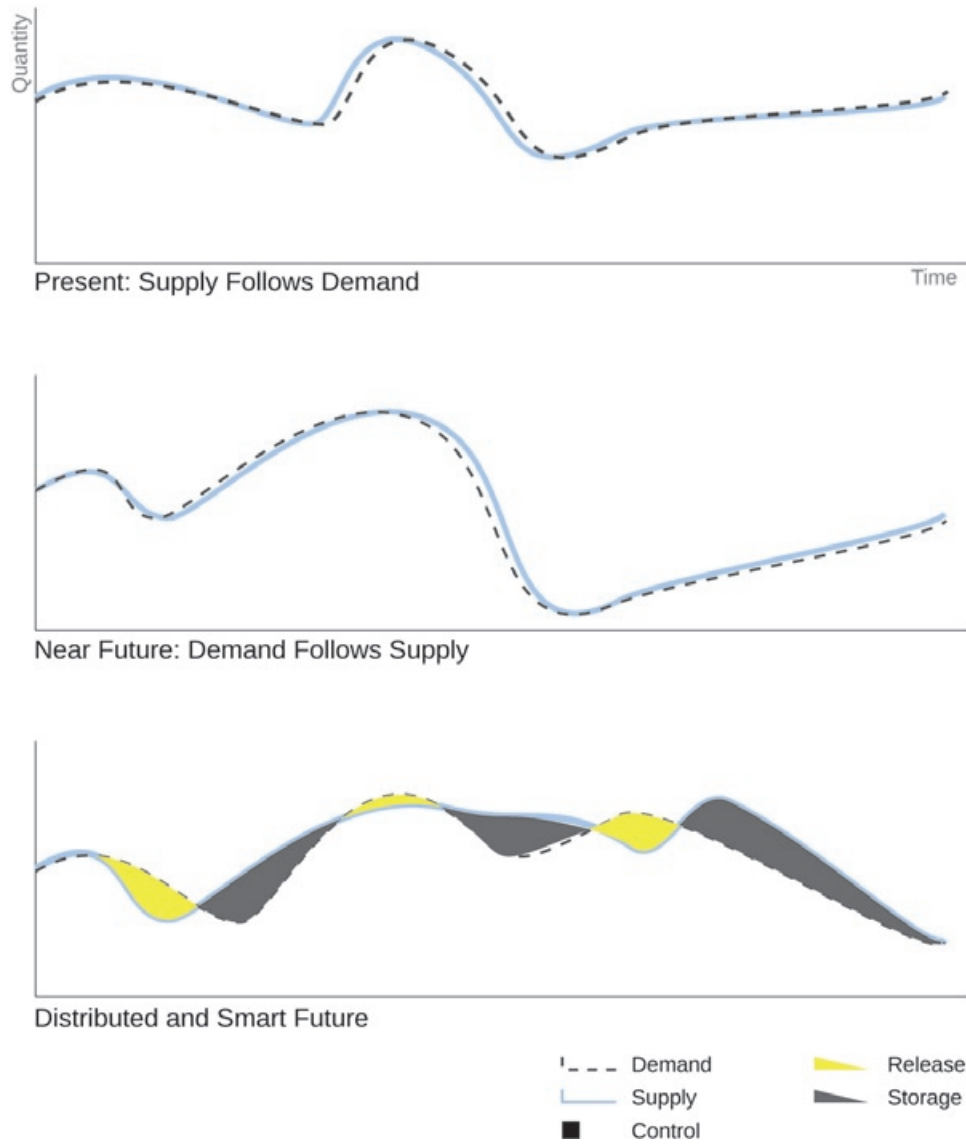 Quantity
Present: Supply Follows Demand
Time
Near Future: Demand Follows Supply
Distributed and Smart Future
Demand
Release
Supply
Storage
Control